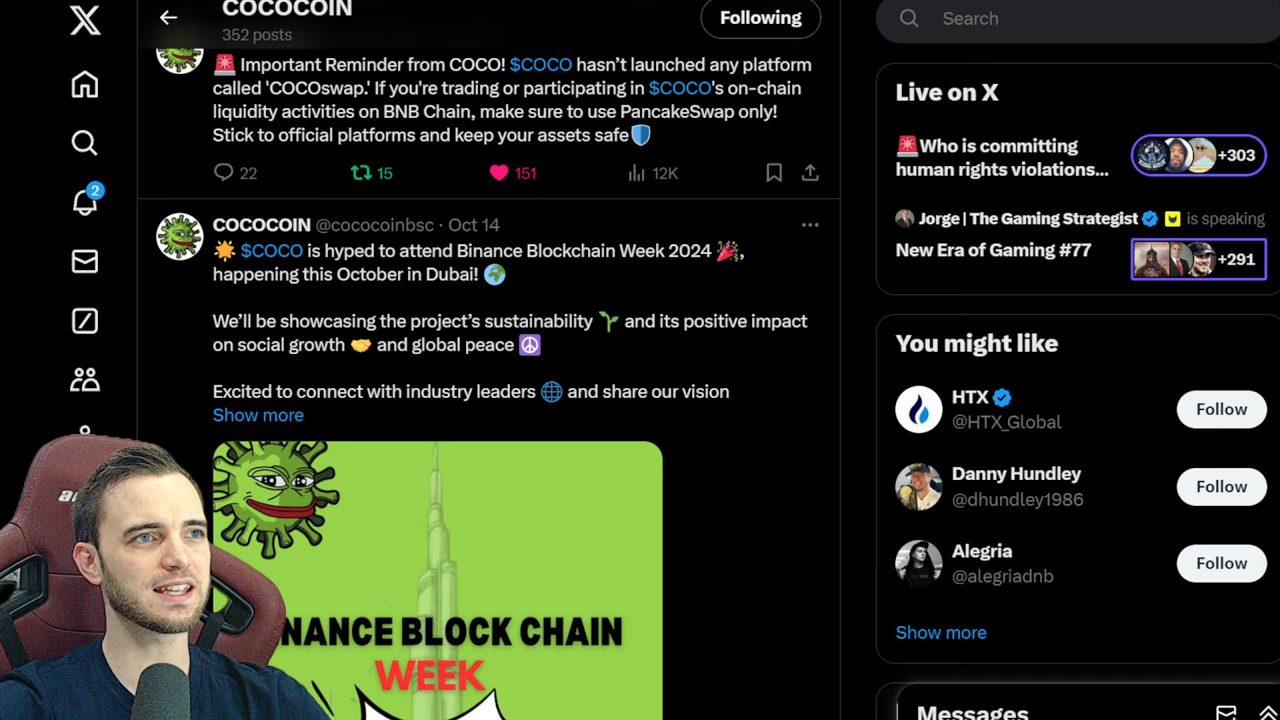 COCOCOIN
352 posts
Following
Search
🚨 Important Reminder from COCO! $COCO hasn't launched any platform
called 'COCOswap.' If you're trading or participating in $COCO's on-chain
liquidity activities on BNB Chain, make sure to use PancakeSwap only!
Stick to official platforms and keep your assets safe🛡️
22
15
151
12K
2
COCOCOIN @cococoinbsc · Oct 14
☀️ $COCO is hyped to attend Binance Blockchain Week 2024 🎉,
happening this October in Dubai! 🌍
We'll be showcasing the project's sustainability 🌱 and its positive impact
on social growth 🤝 and global peace ☮️
Excited to connect with industry leaders 🌐 and share our vision
Show more
NANCE BLOCK CHAIN
WEEK
Live on X
🚨Who is committing
human rights violations...
+303
Jorge | The Gaming Strategist is speaking
New Era of Gaming #77
+291
You might like
HTX
@HTX_Global
Follow
Danny Hundley
@dhundley1986
Follow
Alegria
@alegriadnb
Follow
Show more
Messages